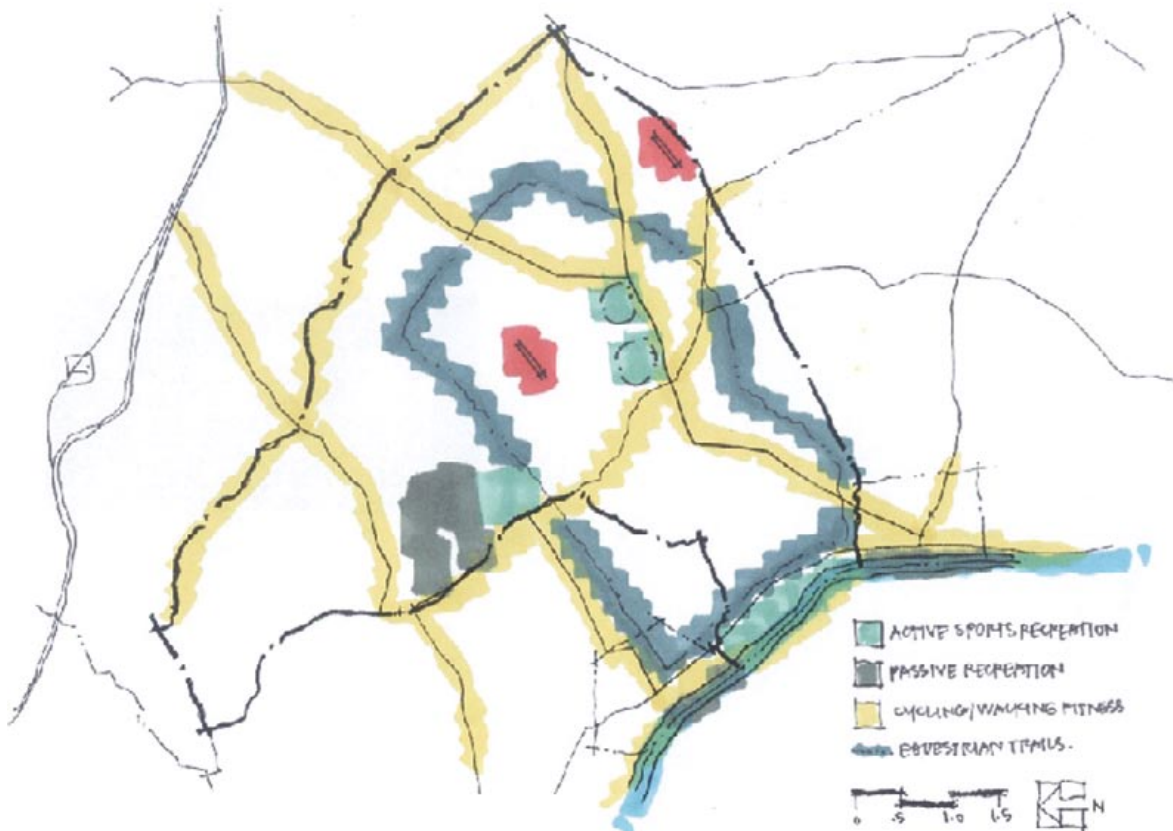 ACTIVE SPORTS RECREATION
PASSIVE RECREATION
CYCLING/WALKING FITNESS
EQUESTRIAN TRAILS.
0 .5 1.0 1.5 N